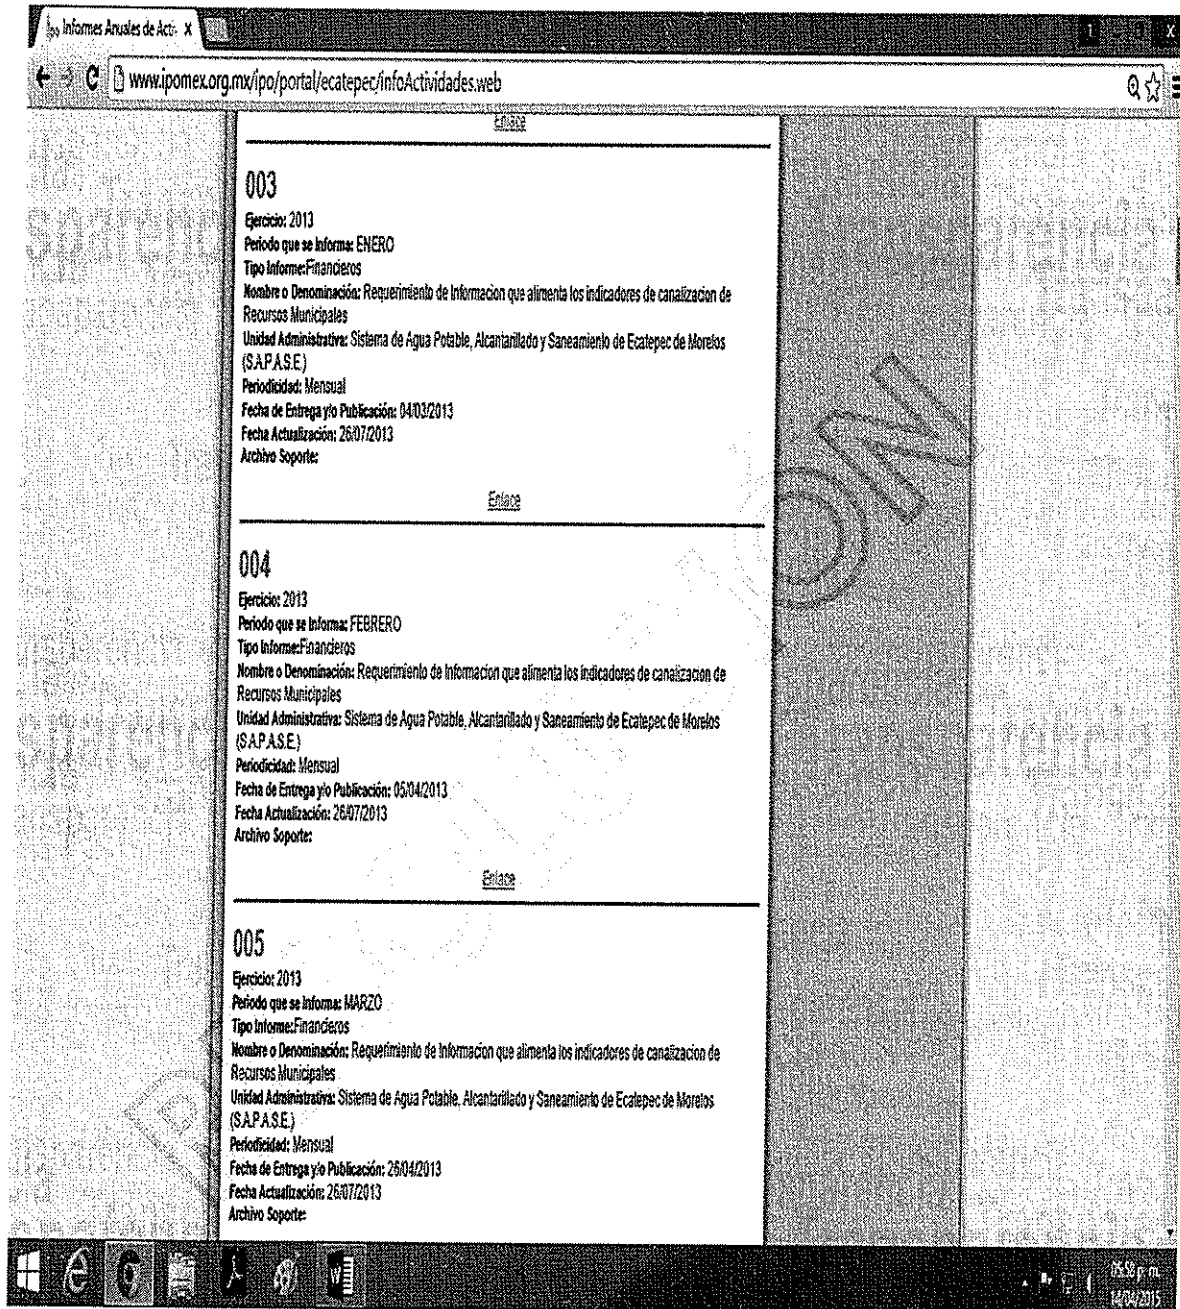 Informes Anuales de Acti- x
www.ipomex.org.mx/ipo/portal/ecatepec/infoActividades.web
Enlace
003
Ejercicio: 2013
Periodo que se Informa: ENERO
Tipo Informe:Financieros
Nombre o Denominación: Requerimiento de Informacion que alimenta los indicadores de canalizacion de
Recursos Municipales
Unidad Administrativa: Sistema de Agua Potable, Alcantarillado y Saneamiento de Ecatepec de Morelos
(S.A.P.A.S.E.)
Periodicidad: Mensual
Fecha de Entrega y/o Publicación: 04/03/2013
Fecha Actualización: 26/07/2013
Archivo Soporte:
Enlace
004
Ejercicio: 2013
Periodo que se Informa: FEBRERO
Tipo Informe:Financieros
Nombre o Denominación: Requerimiento de Informacion que alimenta los indicadores de canalizacion de
Recursos Municipales
Unidad Administrativa: Sistema de Agua Potable, Alcantarillado y Saneamiento de Ecatepec de Morelos
(S.A.P.A.S.E.)
Periodicidad: Mensual
Fecha de Entrega y/o Publicación: 05/04/2013
Fecha Actualización: 26/07/2013
Archivo Soporte:
Enlace
005
Ejercicio: 2013
Periodo que se Informa: MARZO
Tipo Informe:Financieros
Nombre o Denominación: Requerimiento de Informacion que alimenta los indicadores de canalizacion de
Recursos Municipales
Unidad Administrativa: Sistema de Agua Potable, Alcantarillado y Saneamiento de Ecatepec de Morelos
(S.A.P.A.S.E.)
Periodicidad: Mensual
Fecha de Entrega y/o Publicación: 26/04/2013
Fecha Actualización: 26/07/2013
Archivo Soporte:
05:58 p. m.
14/04/2015